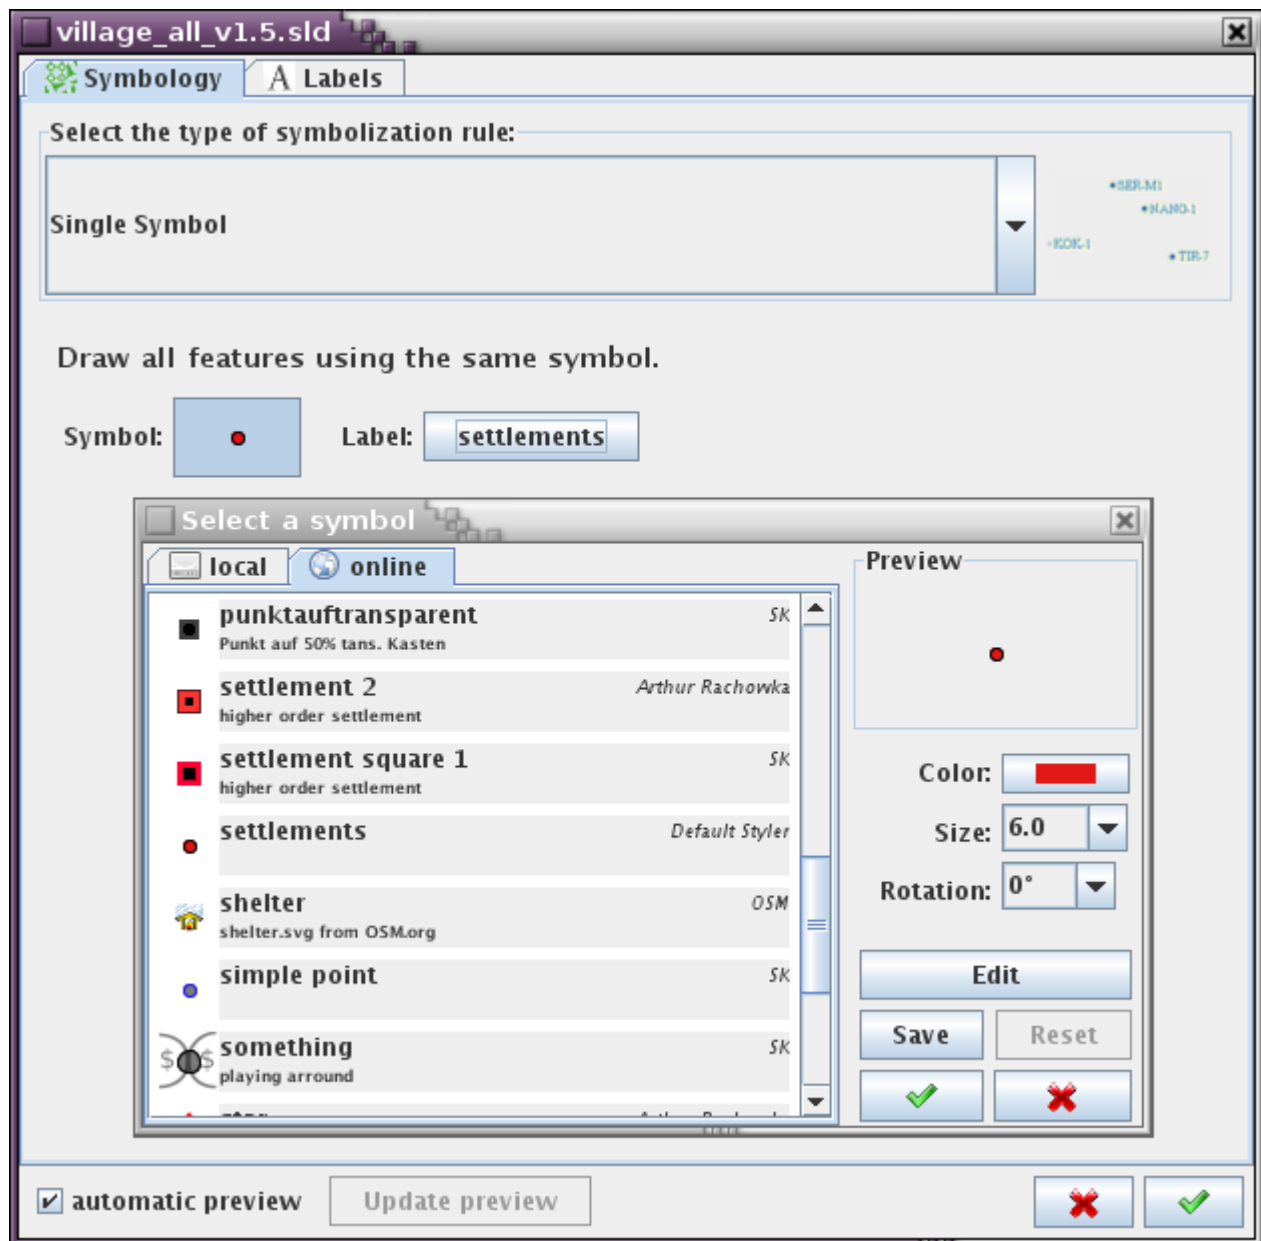 village_all_v1.5.sld
Symbology
A Labels
Select the type of symbolization rule:
Single Symbol
SER-M1
NANO-1
KOK-1
TIR-7
Draw all features using the same symbol.
Symbol:
Label:
settlements
Select a symbol
local
online
punktauftransparent
SK
Punkt auf 50% tans. Kasten
settlement 2
Arthur Rachowka
higher order settlement
settlement square 1
SK
higher order settlement
settlements
Default Styler
shelter
OSM
shelter.svg from OSM.org
simple point
SK
$ $
something
SK
playing arround
Preview
Color:
Size: 6.0
Rotation: 0°
Edit
Save
Reset
automatic preview
Update preview